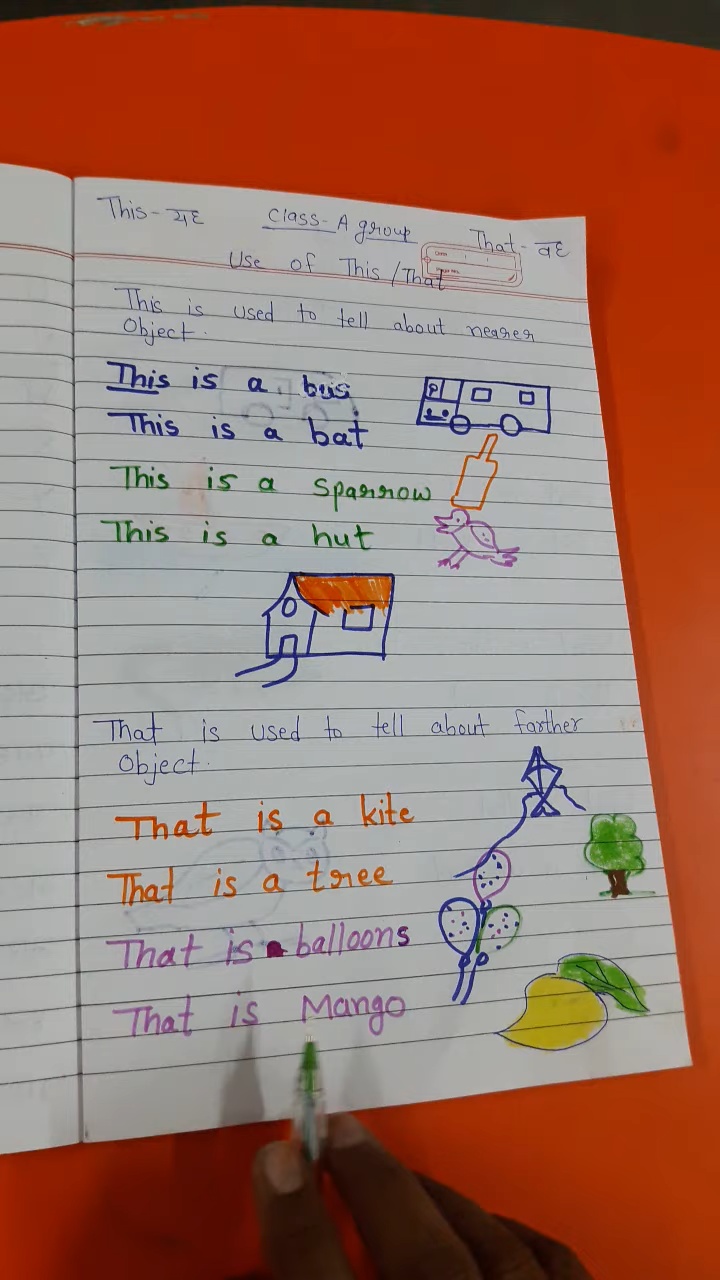 This - यह Class - A group That - वह
Use of This / That
This is used to tell about nearer
Object.
This is a bus
This is a bat
This is a sparrow
This is a hut
That is used to tell about farther
Object.
That is a kite
That is a tree
That is balloons
That is Mango